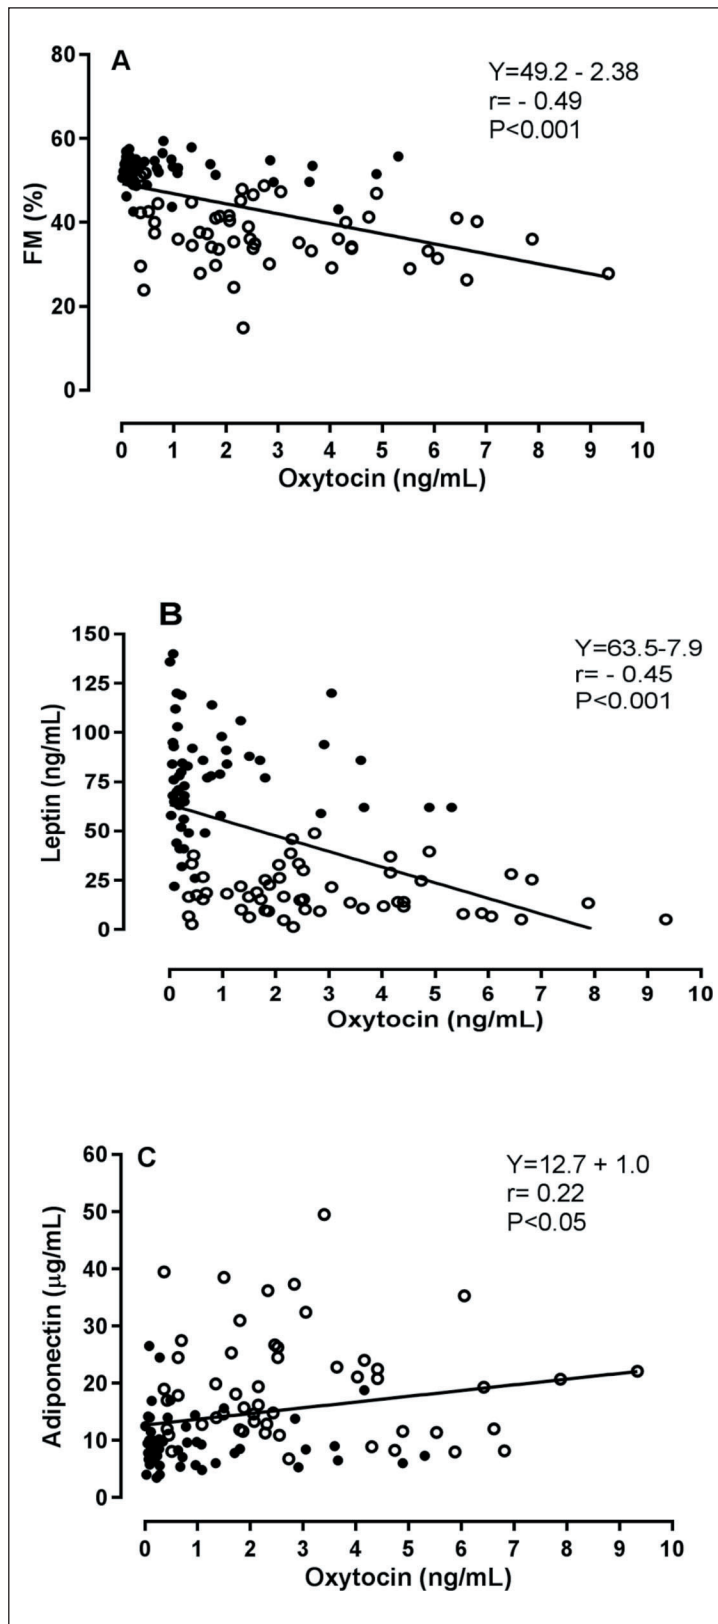 A
Y=49.2 - 2.38
r= - 0.49
P<0.001
FM (%)
80
60
40
20
0
0 1 2 3 4 5 6 7 8 9 10
Oxytocin (ng/mL)
B
Y=63.5-7.9
r= - 0.45
P<0.001
Leptin (ng/mL)
150
125
100
75
50
25
0
0 1 2 3 4 5 6 7 8 9 10
Oxytocin (ng/mL)
C
Y=12.7 + 1.0
r= 0.22
P<0.05
Adiponectin (µg/mL)
60
50
40
30
20
10
0
0 1 2 3 4 5 6 7 8 9 10
Oxytocin (ng/mL)